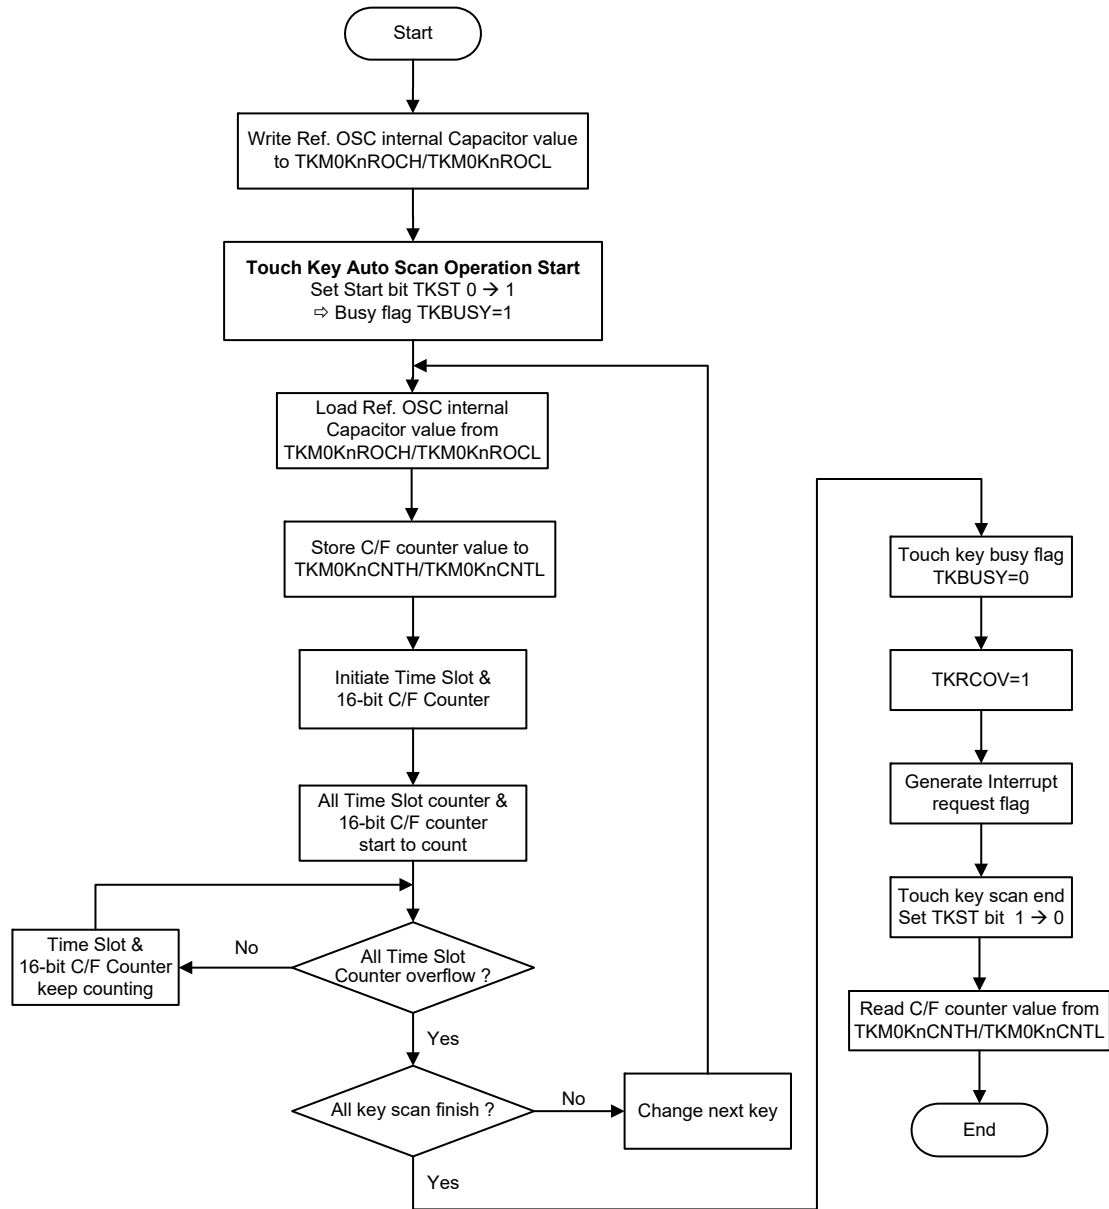 Start
Write Ref. OSC internal Capacitor value
to TKM0KnROCH/TKM0KnROCL
Touch Key Auto Scan Operation Start
Set Start bit TKST 0 → 1
⇨ Busy flag TKBUSY=1
Load Ref. OSC internal
Capacitor value from
TKM0KnROCH/TKM0KnROCL
Store C/F counter value to
TKM0KnCNTH/TKM0KnCNTL
Initiate Time Slot &
16-bit C/F Counter
All Time Slot counter &
16-bit C/F counter
start to count
All Time Slot
Counter overflow ?
No
Time Slot &
16-bit C/F Counter
keep counting
Yes
All key scan finish ?
No
Change next key
Yes
Touch key busy flag
TKBUSY=0
TKRCOV=1
Generate Interrupt
request flag
Touch key scan end
Set TKST bit 1 → 0
Read C/F counter value from
TKM0KnCNTH/TKM0KnCNTL
End